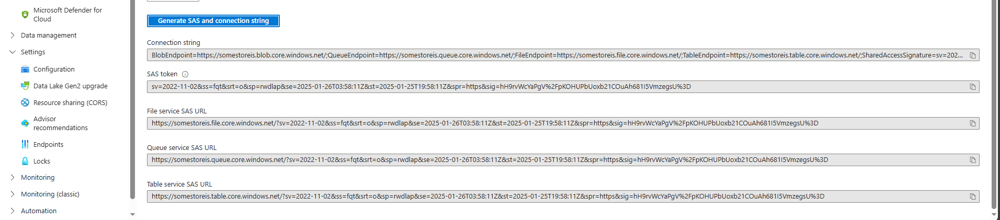 Microsoft Defender for
Cloud
Data management
Settings
Configuration
Data Lake Gen2 upgrade
Resource sharing (CORS)
Advisor
recommendations
Endpoints
Locks
Monitoring
Monitoring (classic)
Automation
Generate SAS and connection string
Connection string
BlobEndpoint=https://somestoreis.blob.core.windows.net/;QueueEndpoint=https://somestoreis.queue.core.windows.net/;FileEndpoint=https://somestoreis.file.core.windows.net/;TableEndpoint=https://somestoreis.table.core.windows.net/;SharedAccessSignature=sv=202...
SAS token
sv=2022-11-02&ss=fqt&srt=o&sp=rwdlap&se=2025-01-26T03:58:11Z&st=2025-01-25T19:58:11Z&spr=https&sig=hH9rvWcYaPgV%2FpKOHUPbUoxb21COuAh681I5VmzegsU%3D
File service SAS URL
https://somestoreis.file.core.windows.net/?sv=2022-11-02&ss=fqt&srt=o&sp=rwdlap&se=2025-01-26T03:58:11Z&st=2025-01-25T19:58:11Z&spr=https&sig=hH9rvWcYaPgV%2FpKOHUPbUoxb21COuAh681I5VmzegsU%3D
Queue service SAS URL
https://somestoreis.queue.core.windows.net/?sv=2022-11-02&ss=fqt&srt=o&sp=rwdlap&se=2025-01-26T03:58:11Z&st=2025-01-25T19:58:11Z&spr=https&sig=hH9rvWcYaPgV%2FpKOHUPbUoxb21COuAh681I5VmzegsU%3D
Table service SAS URL
https://somestoreis.table.core.windows.net/?sv=2022-11-02&ss=fqt&srt=o&sp=rwdlap&se=2025-01-26T03:58:11Z&st=2025-01-25T19:58:11Z&spr=https&sig=hH9rvWcYaPgV%2FpKOHUPbUoxb21COuAh681I5VmzegsU%3D